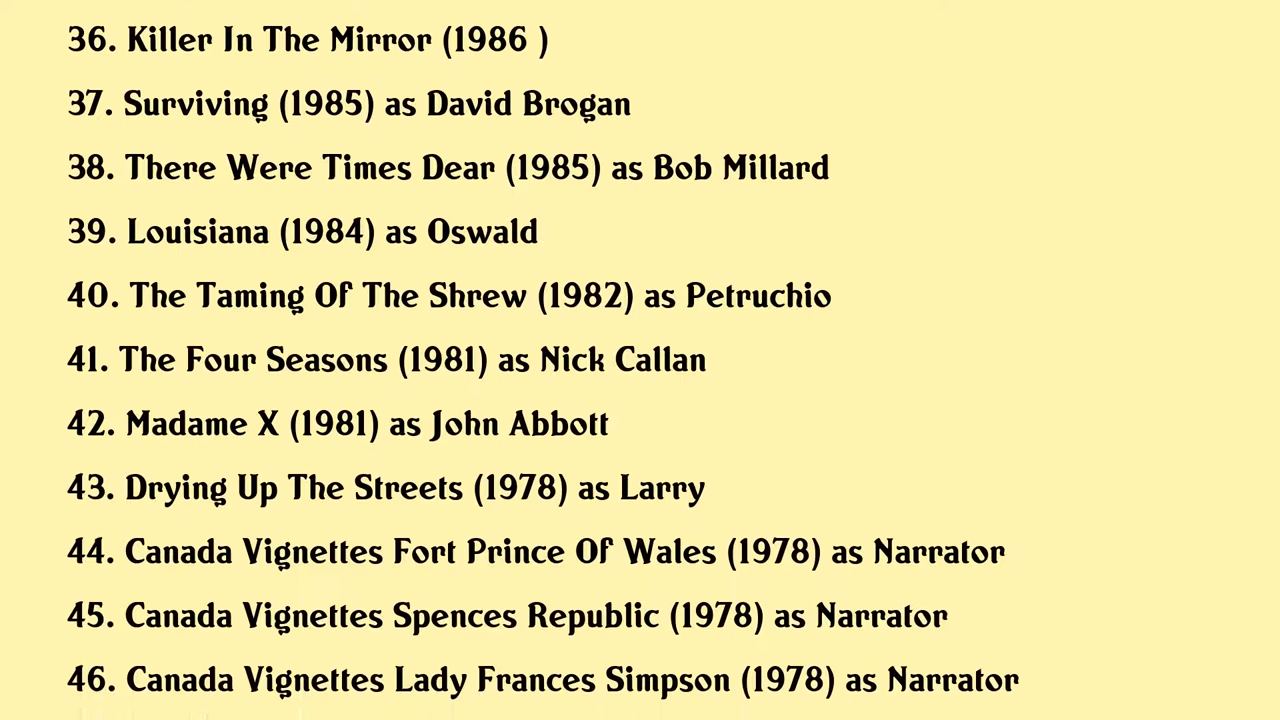 36. Killer In The Mirror (1986 )
37. Surviving (1985) as David Brogan
38. There Were Times Dear (1985) as Bob Millard
39. Louisiana (1984) as Oswald
40. The Taming Of The Shrew (1982) as Petruchio
41. The Four Seasons (1981) as Nick Callan
42. Madame X (1981) as John Abbott
43. Drying Up The Streets (1978) as Larry
44. Canada Vignettes Fort Prince Of Wales (1978) as Narrator
45. Canada Vignettes Spences Republic (1978) as Narrator
46. Canada Vignettes Lady Frances Simpson (1978) as Narrator